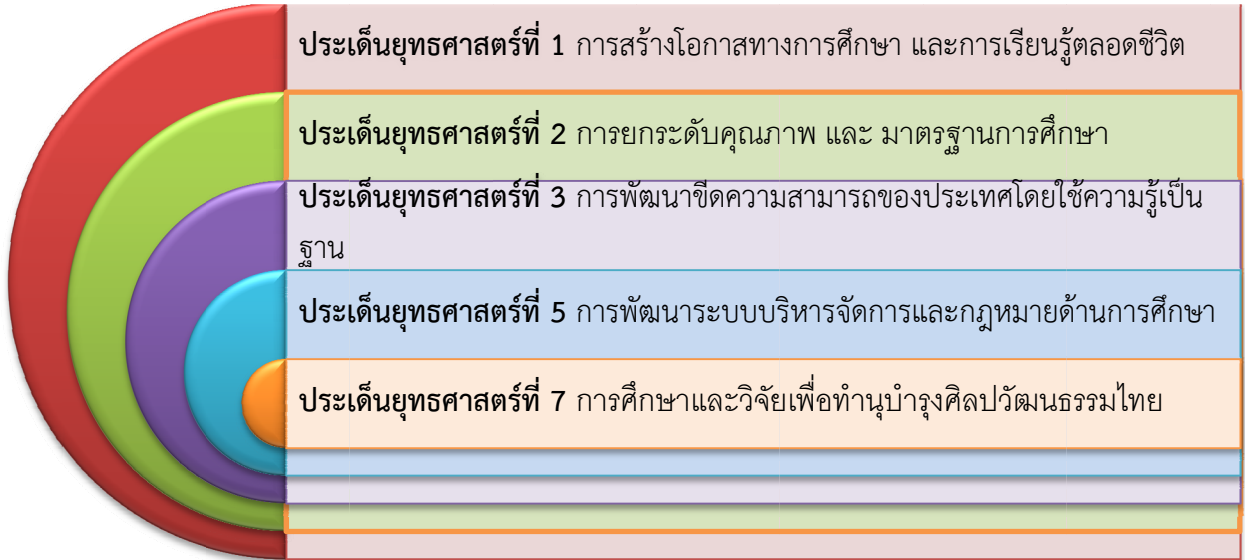 ประเด็นยุทธศาสตร์ที่ 1 การสร้างโอกาสทางการศึกษา และการเรียนรู้ตลอดชีวิต
ประเด็นยุทธศาสตร์ที่ 2 การยกระดับคุณภาพ และ มาตรฐานการศึกษา
ประเด็นยุทธศาสตร์ที่ 3 การพัฒนาขีดความสามารถของประเทศโดยใช้ความรู้เป็น
ฐาน
ประเด็นยุทธศาสตร์ที่ 5 การพัฒนาระบบบริหารจัดการและกฎหมายด้านการศึกษา
ประเด็นยุทธศาสตร์ที่ 7 การศึกษาและวิจัยเพื่อทำนุบำรุงศิลปวัฒนธรรมไทย